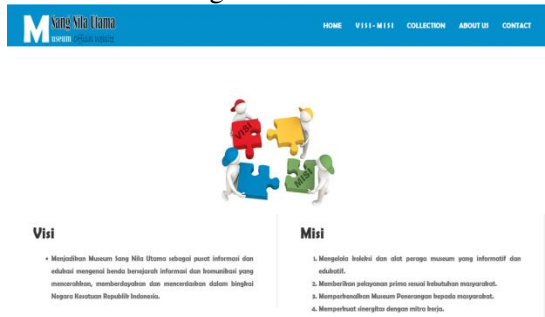 Sang Nila Utama
Museum
HOME VISI - MISI COLLECTION ABOUT US CONTACT
VISI
MISI
Visi
Misi
• Menjadikan Museum Sang Nila Utama sebagai pusat informasi dan
edukasi mengenai benda bersejarah informasi dan komunikasi yang
mencerahkan, memberdayakan dan mencerdaskan dalam bingkai
Negara Kesatuan Republik Indonesia.
1. Mengelola koleksi dan alat peraga museum yang informatif dan
edukatif.
2. Memberikan pelayanan prima sesuai kebutuhan masyarakat.
3. Memperkenalkan Museum Penerangan kepada masyarakat.
4. Memperkuat sinergitas dengan mitra kerja.